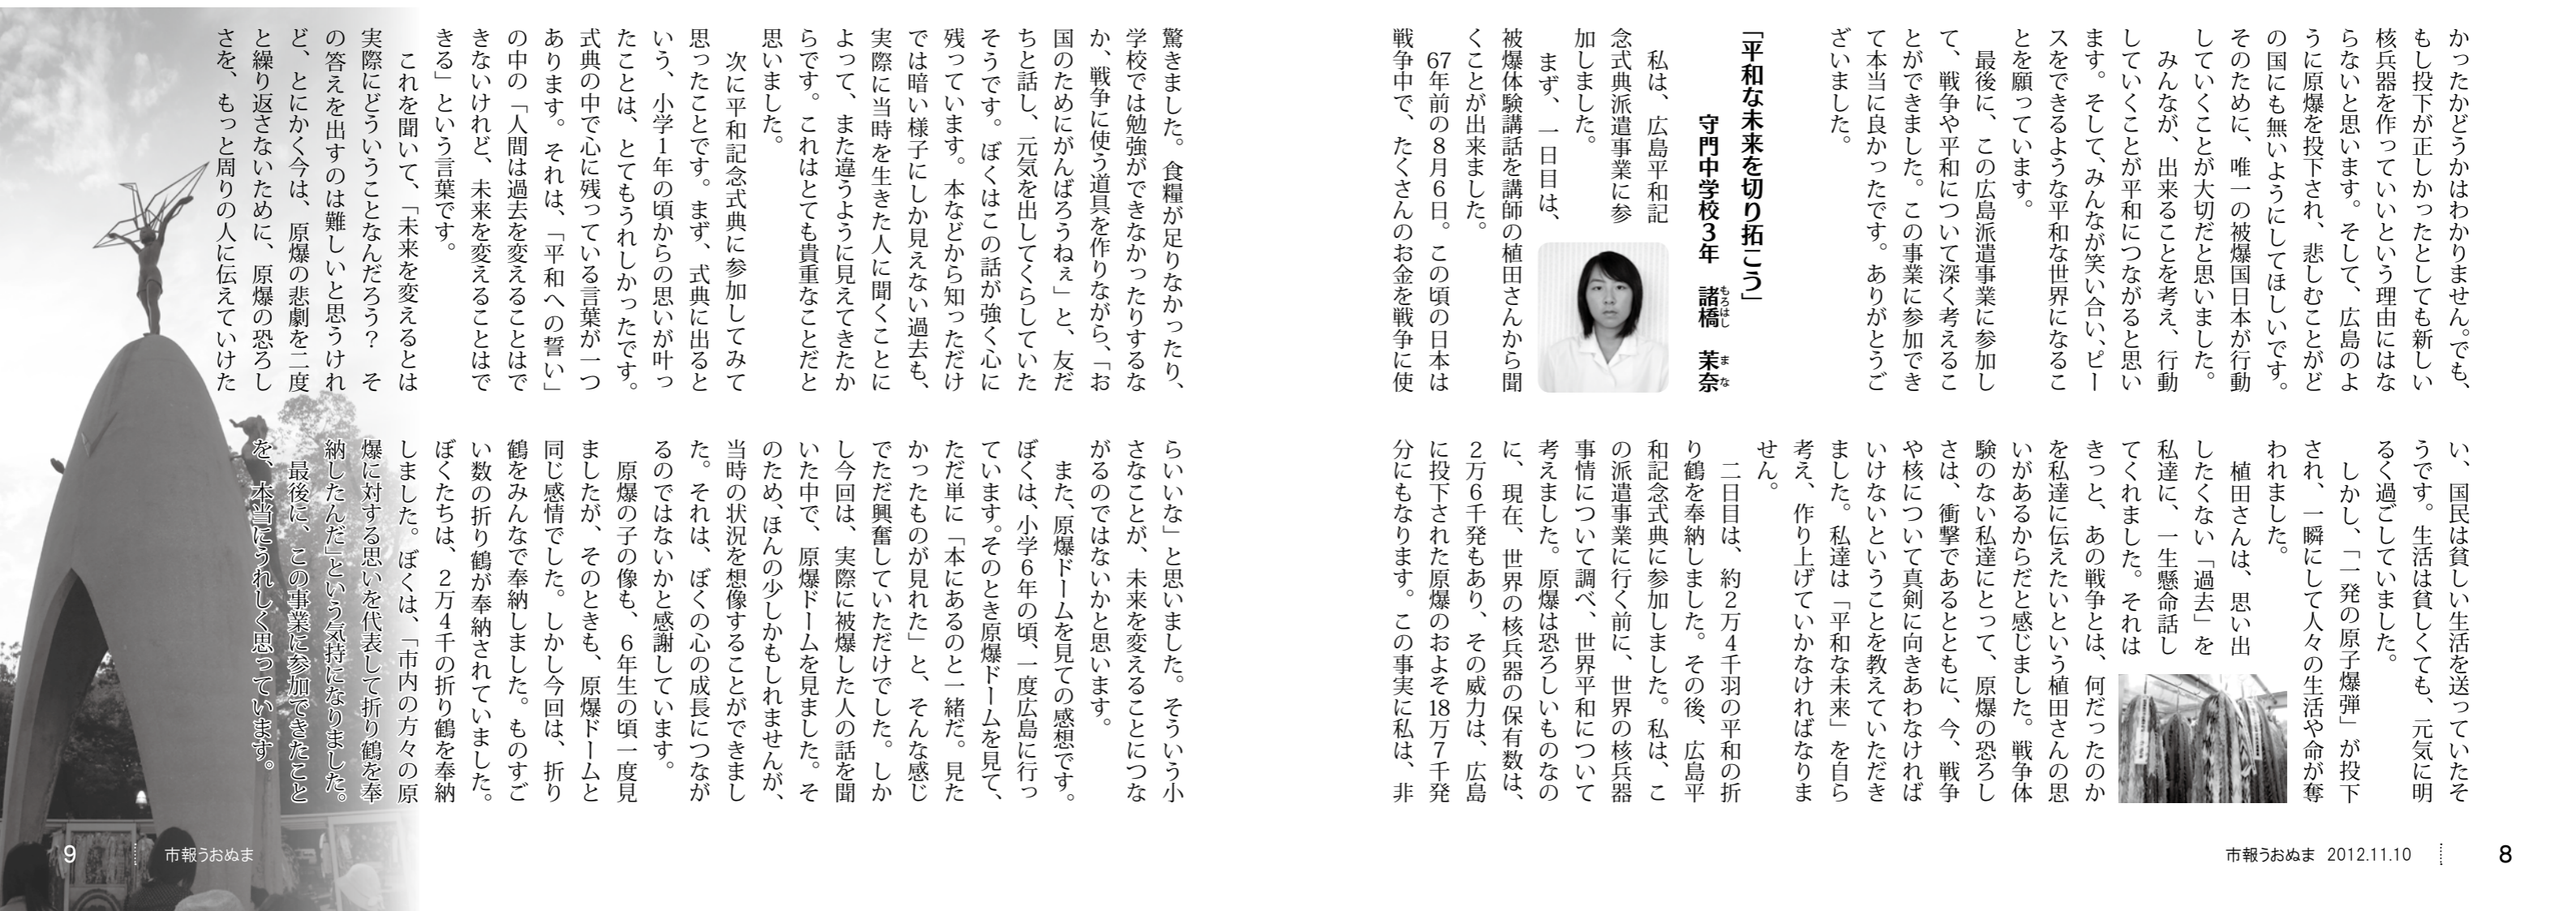 かったかどうかはわかりません。でも、
もし投下が正しかったとしても新しい
核兵器を作っていいという理由にはな
らないと思います。そして、広島のよ
うに原爆を投下され、悲しむことがど
の国にも無いようにしてほしいです。
そのために、唯一の被爆国日本が行動
していくことが大切だと思いました。
みんなが、出来ることを考え、行動
していくことが平和につながると思い
ます。そして、みんなが笑い合い、ピー
スをできるような平和な世界になるこ
とを願っています。
最後に、この広島派遣事業に参加し
て、戦争や平和について深く考えるこ
とができました。この事業に参加でき
て本当に良かったです。ありがとうご
ざいました。
「平和な未来を切り拓こう」
守門中学校3年 諸橋 茉奈
もろはし まな
私は、広島平和記
念式典派遣事業に参
加しました。
まず、一日目は、
被爆体験講話を講師の植田さんから聞
くことが出来ました。
67年前の8月6日。この頃の日本は
戦争中で、たくさんのお金を戦争に使
い、国民は貧しい生活を送っていたそ
うです。生活は貧しくても、元気に明
るく過ごしていました。
しかし、「一発の原子爆弾」が投下
され、一瞬にして人々の生活や命が奪
われました。
植田さんは、思い出
したくない「過去」を
私達に、一生懸命話し
てくれました。それは
きっと、あの戦争とは、何だったのか
を私達に伝えたいという植田さんの思
いがあるからだと感じました。戦争体
験のない私達にとって、原爆の恐ろし
さは、衝撃であるとともに、今、戦争
や核について真剣に向きあわなければ
いけないということを教えていただき
ました。私達は「平和な未来」を自ら
考え、作り上げていかなければなりま
せん。
二日目は、約2万4千羽の平和の折
り鶴を奉納しました。その後、広島平
和記念式典に参加しました。私は、こ
の派遣事業に行く前に、世界の核兵器
事情について調べ、世界平和について
考えました。原爆は恐ろしいものなの
に、現在、世界の核兵器の保有数は、
2万6千発もあり、その威力は、広島
に投下された原爆のおよそ18万7千発
分にもなります。この事実に私は、非
市報うおぬま 2012.11.10
8
驚きました。食糧が足りなかったり、
学校では勉強ができなかったりするな
か、戦争に使う道具を作りながら、「お
国のためにがんばろうねぇ」と、友だ
ちと話し、元気を出してくらしていた
そうです。ぼくはこの話が強く心に
残っています。本などから知っただけ
では暗い様子にしか見えない過去も、
実際に当時を生きた人に聞くことに
よって、また違うように見えてきたか
らです。これはとても貴重なことだと
思いました。
次に平和記念式典に参加してみて
思ったことです。まず、式典に出ると
いう、小学1年の頃からの思いが叶っ
たことは、とてもうれしかったです。
式典の中で心に残っている言葉が一つ
あります。それは、「平和への誓い」
の中の「人間は過去を変えることはで
きないけれど、未来を変えることはで
きる」という言葉です。
これを聞いて、「未来を変えるとは
実際にどういうことなんだろう? そ
の答えを出すのは難しいと思うけれ
ど、とにかく今は、原爆の悲劇を二度
と繰り返さないために、原爆の恐ろし
さを、もっと周りの人に伝えていけた
らいいな」と思いました。そういう小
さなことが、未来を変えることにつな
がるのではないかと思います。
また、原爆ドームを見ての感想です。
ぼくは、小学6年の頃、一度広島に行っ
ています。そのとき原爆ドームを見て、
ただ単に「本にあるのと一緒だ。見た
かったものが見れた」と、そんな感じ
でただ興奮していただけでした。しか
し今回は、実際に被爆した人の話を聞
いた中で、原爆ドームを見ました。そ
のため、ほんの少しかもしれませんが、
当時の状況を想像することができまし
た。それは、ぼくの心の成長につなが
るのではないかと感謝しています。
原爆の子の像も、6年生の頃一度見
ましたが、そのときも、原爆ドームと
同じ感情でした。しかし今回は、折り
鶴をみんなで奉納しました。ものすご
い数の折り鶴が奉納されていました。
ぼくたちは、2万4千の折り鶴を奉納
しました。ぼくは、「市内の方々の原
爆に対する思いを代表して折り鶴を奉
納したんだ」という気持になりました。
最後に、この事業に参加できたこと
を、本当にうれしく思っています。
9
市報うおぬま